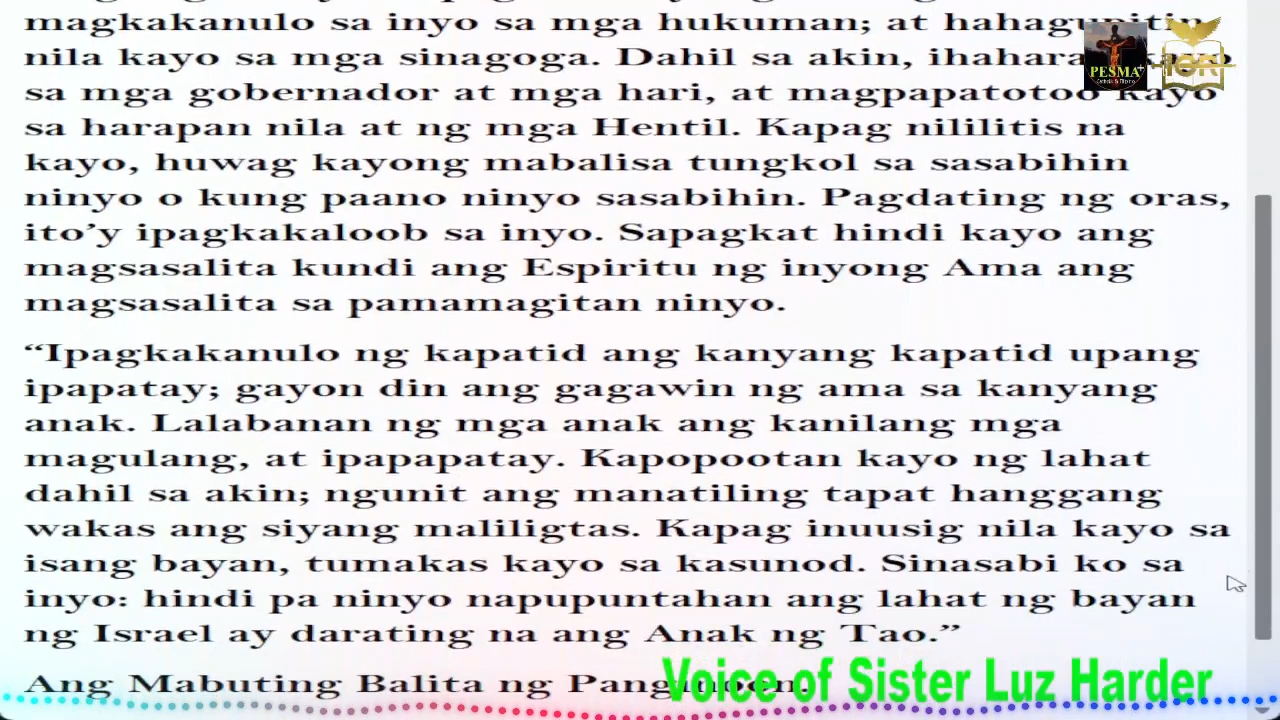 magkakanulo sa inyo sa mga hukuman; at hahagupitin
nila kayo sa mga sinagoga. Dahil sa akin,
sa mga gobernador at mga hari, at magpapatotoo kayo
sa harapan nila at ng mga Hentil. Kapag nililitis na
kayo, huwag kayong mabalisa tungkol sa sasabihin
ninyo o kung paano ninyo sasabihin. Pagdating ng oras,
ito’y ipagkakaloob sa inyo. Sapagkat hindi kayo ang
magsasalita kundi ang Espiritu ng inyong Ama ang
magsasalita sa pamamagitan ninyo.
“Ipagkakanulo ng kapatid ang kanyang kapatid upang
ipapatay; gayon din ang gagawin ng ama sa kanyang
anak. Lalabanan ng mga anak ang kanilang mga
magulang, at ipapapatay. Kapopootan kayo ng lahat
dahil sa akin; ngunit ang manatiling tapat hanggang
wakas ang siyang maliligtas. Kapag inuusig nila kayo sa
isang bayan, tumakas kayo sa kasunod. Sinasabi ko sa
inyo: hindi pa ninyo napupuntahan ang lahat ng bayan
ng Israel ay darating na ang Anak ng Tao.”
Ang Mabuting Balita ng Panginoon.
Voice of Sister Luz Harder
PESMA